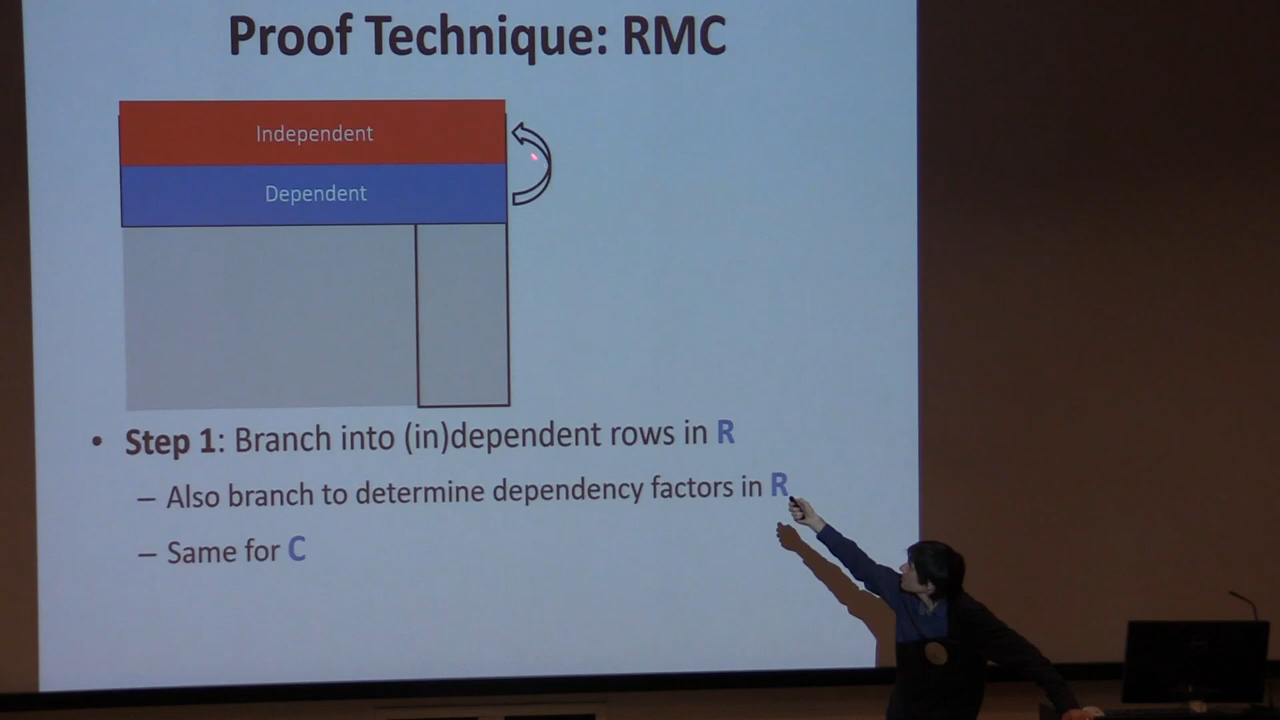 Proof Technique: RMC
Independent
Dependent
• Step 1: Branch into (in)dependent rows in R
– Also branch to determine dependency factors in R
– Same for C